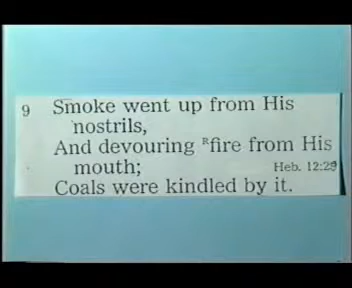 9 Smoke went up from His
nostrils,
And devouring ᴿfire from His
mouth; Heb. 12:29
Coals were kindled by it.